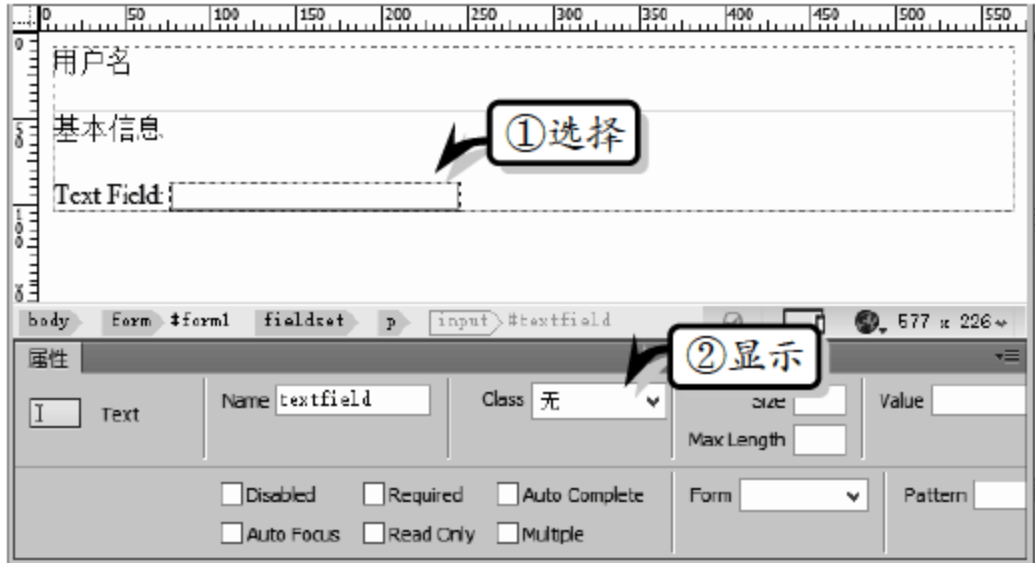 0 50 100 150 200 250 300 350 400 450 500 550
0
用户名
50
基本信息
①选择
Text Field:
100
body form #form1 fieldset p input #textfield 577 x 226
②显示
属性
I Text Name textfield Class 无 Size Value
Max Length
Disabled Required Auto Complete Form Pattern
Auto Focus Read Only Multiple